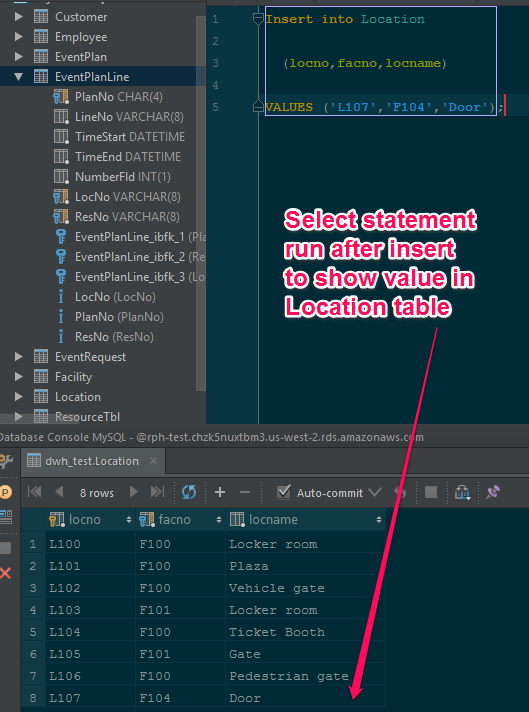 Customer
Employee
EventPlan
EventPlanLine
PlanNo CHAR(4)
LineNo VARCHAR(8)
TimeStart DATETIME
TimeEnd DATETIME
NumberFld INT(1)
LocNo VARCHAR(8)
ResNo VARCHAR(8)
EventPlanLine_ibfk_1 (Pla
EventPlanLine_ibfk_2 (Re
EventPlanLine_ibfk_3 (Lo
LocNo (LocNo)
PlanNo (PlanNo)
ResNo (ResNo)
EventRequest
Facility
Location
ResourceTbl
1 Insert into Location
2
3 (locno,facno,locname)
4
5 VALUES ('L107','F104','Door');
Select statement
run after insert
to show value in
Location table
Database Console MySQL - @rph-test.chzk5nuxtbm3.us-west-2.rds.amazonaws.com
dwh_test.Location
8 rows Auto-commit
locno facno locname
1 L100 F100 Locker room
2 L101 F100 Plaza
3 L102 F100 Vehicle gate
4 L103 F101 Locker room
5 L104 F100 Ticket Booth
6 L105 F101 Gate
7 L106 F100 Pedestrian gate
8 L107 F104 Door